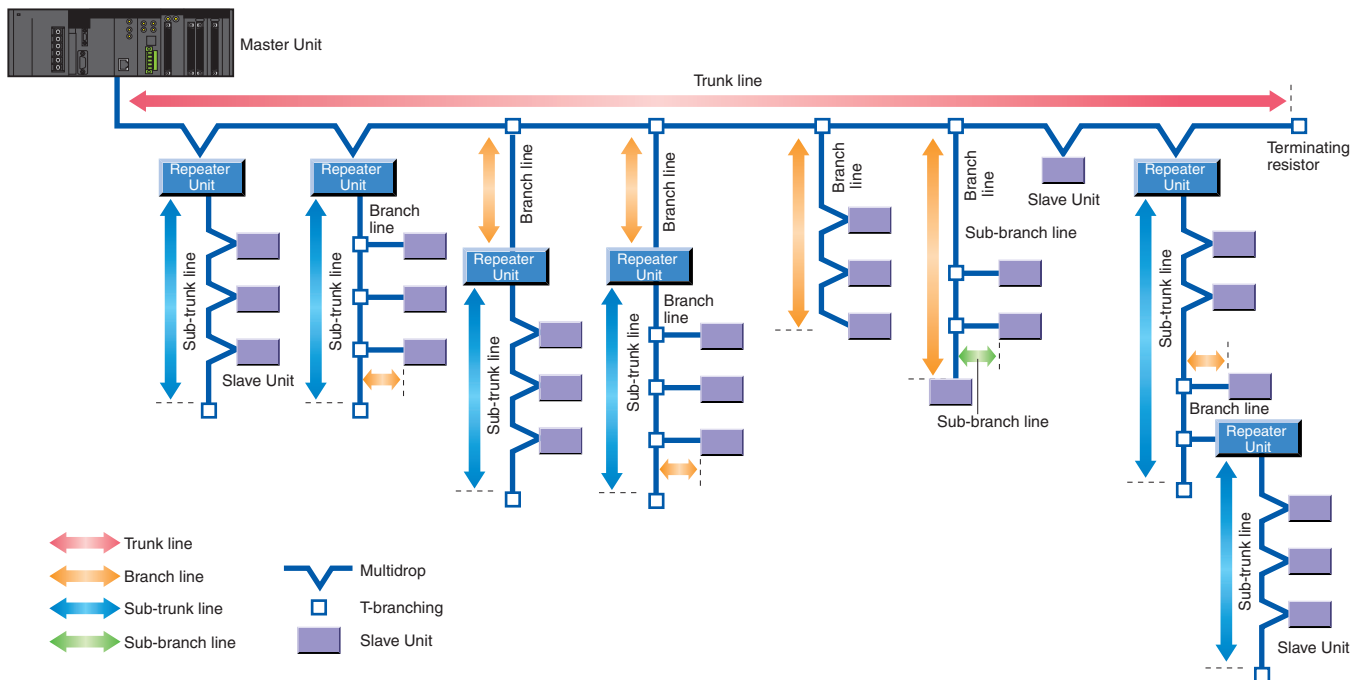 Master Unit
Trunk line
Terminating
resistor
Repeater
Unit
Sub-trunk line
Slave Unit
Repeater
Unit
Branch
line
Sub-trunk line
Branch line
Repeater
Unit
Sub-trunk line
Branch line
Repeater
Unit
Branch
line
Sub-trunk line
Branch
line
Branch
line
Sub-branch line
Sub-branch line
Slave Unit
Repeater
Unit
Sub-trunk line
Branch line
Repeater
Unit
Sub-trunk line
Slave Unit
Trunk line
Branch line
Sub-trunk line
Sub-branch line
Multidrop
T-branching
Slave Unit